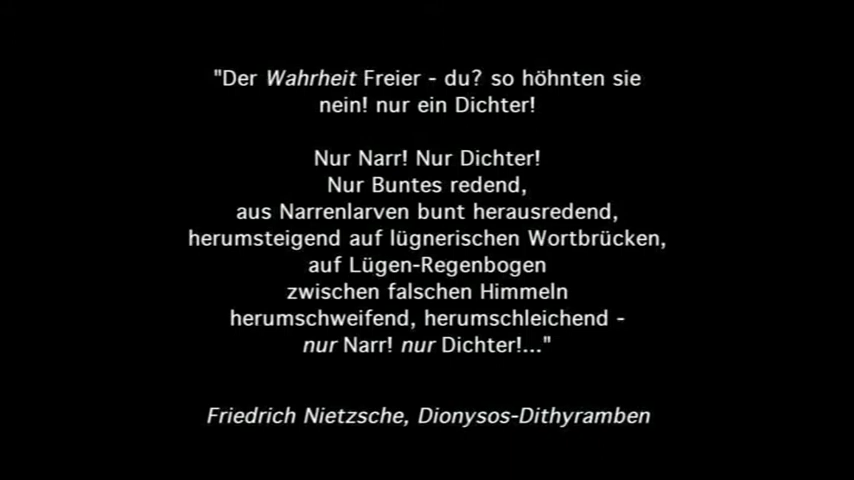 "Der Wahrheit Freier - du? so höhnten sie
nein! nur ein Dichter!
Nur Narr! Nur Dichter!
Nur Buntes redend,
aus Narrenlarven bunt herausredend,
herumsteigend auf lügnerischen Wortbrücken,
auf Lügen-Regenbogen
zwischen falschen Himmeln
herumschweifend, herumschleichend -
nur Narr! nur Dichter!..."
Friedrich Nietzsche, Dionysos-Dithyramben